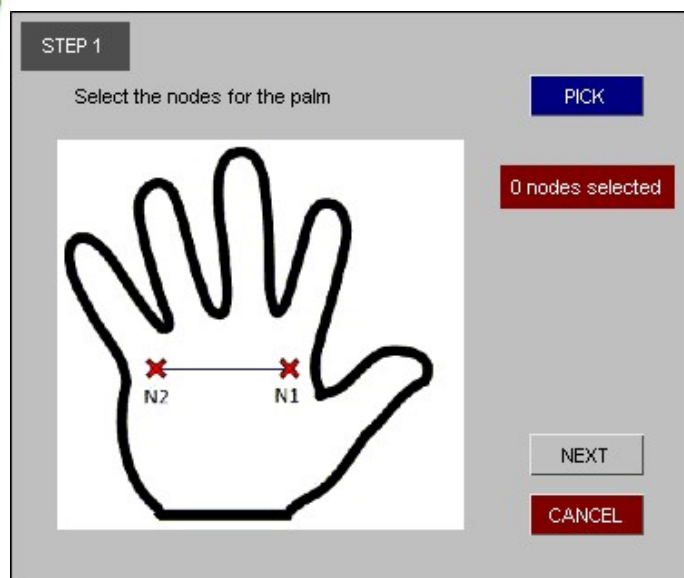 STEP 1
Select the nodes for the palm
PICK
0 nodes selected
N2
N1
NEXT
CANCEL